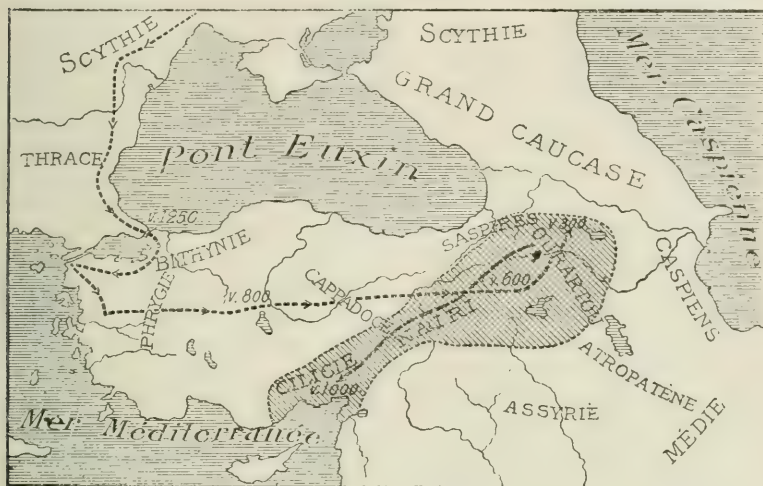 SCYTHIE
SCYTHIE
Mer Caspienne
GRAND CAUCASE
THRACE
Pont Euxin
v. 1250
BITHYNIE
SASPIRES
OURARTOU
CASPIENS
PHRYGIE
v. 800
CAPPADOCE
v. 600
NAÏRI
CILICIE
v. 1000
ATROPATÈNE
ASSYRIE
MÉDIE
Mer Méditerranée